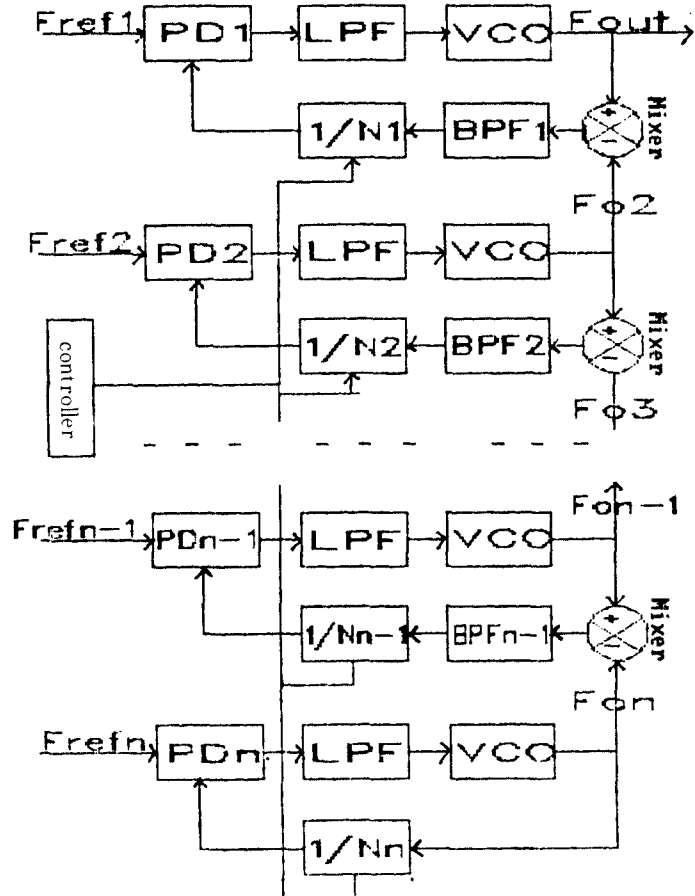 Fref1 PD1 LPF VCO Fout
1/N1 BPF1 + - Mixer
Fo2
Fref2 PD2 LPF VCO
1/N2 BPF2 + - Mixer
controller
Fo3
Fon-1
Frefn-1 PDn-1 LPF VCO
1/Nn-1 BPFn-1 + - Mixer
Fon
Frefn PDn LPF VCO
1/Nn